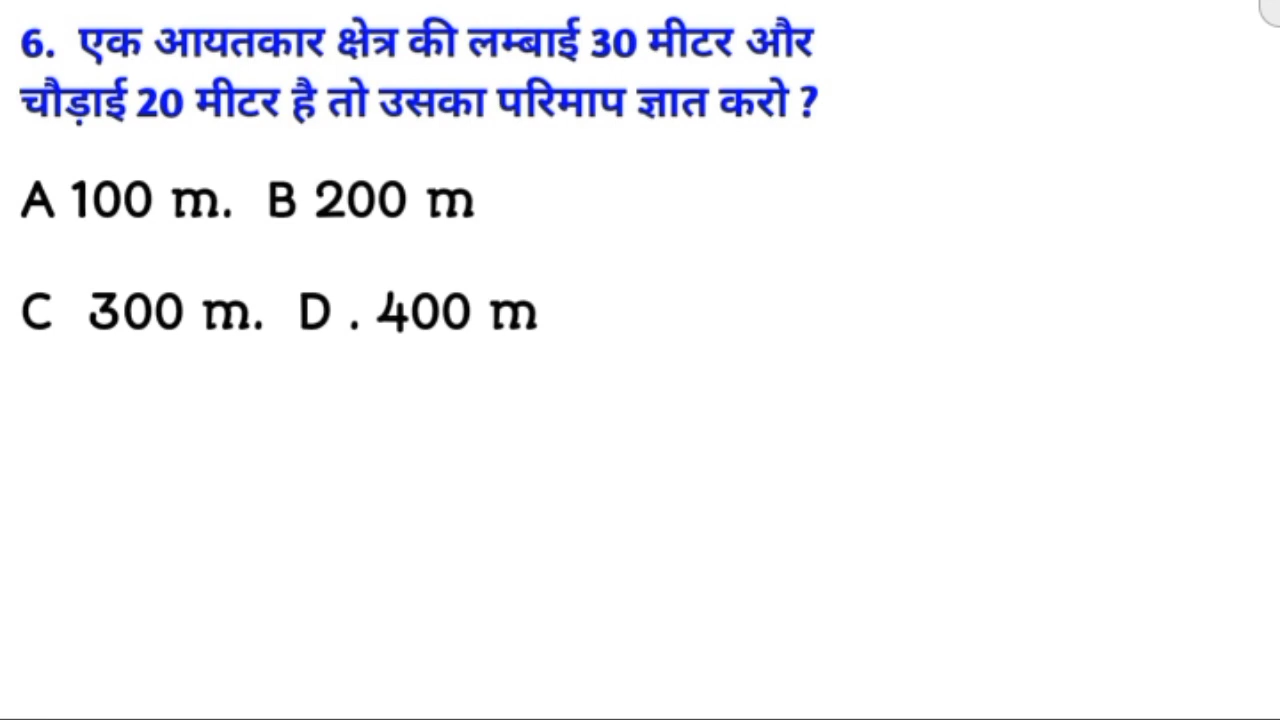 6. एक आयतकार क्षेत्र की लम्बाई 30 मीटर और
चौड़ाई 20 मीटर है तो उसका परिमाप ज्ञात करो ?
A 100 m. B 200 m
C 300 m. D . 400 m